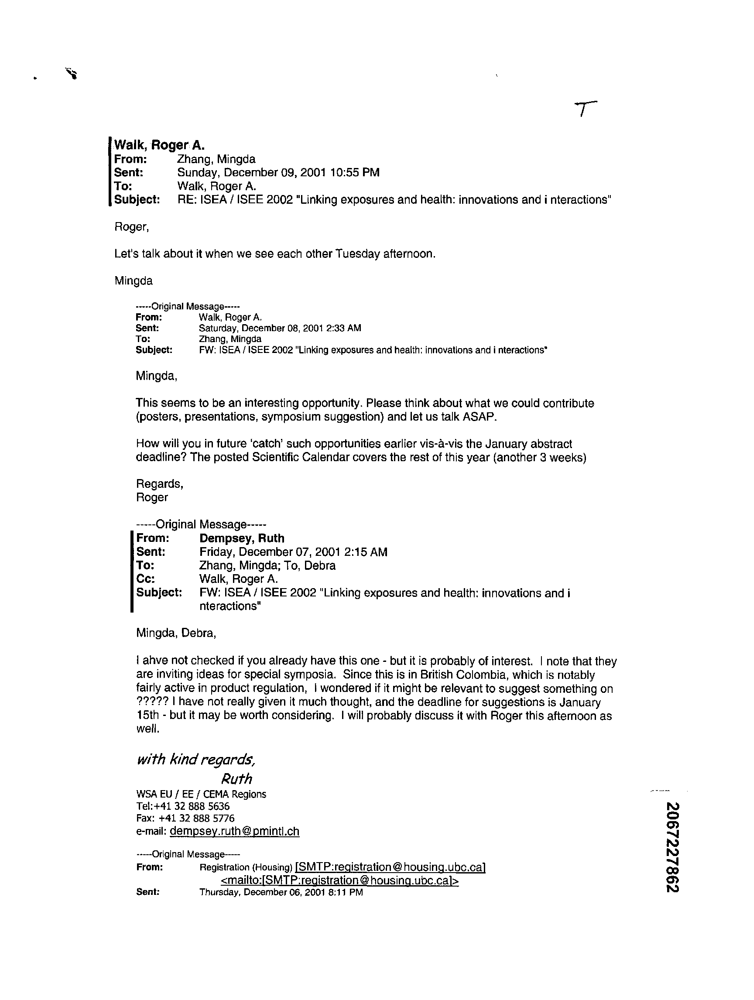 T
Walk, Roger A.
From: Zhang, Mingda
Sent: Sunday, December 09, 2001 10:55 PM
To: Walk, Roger A.
Subject: RE: ISEA / ISEE 2002 "Linking exposures and health: innovations and i nteractions"
Roger,
Let's talk about it when we see each other Tuesday afternoon.
Mingda
-----Original Message-----
From: Walk, Roger A.
Sent: Saturday, December 08, 2001 2:33 AM
To: Zhang, Mingda
Subject: FW: ISEA / ISEE 2002 "Linking exposures and health: innovations and i nteractions"
Mingda,
This seems to be an interesting opportunity. Please think about what we could contribute
(posters, presentations, symposium suggestion) and let us talk ASAP.
How will you in future 'catch' such opportunities earlier vis-à-vis the January abstract
deadline? The posted Scientific Calendar covers the rest of this year (another 3 weeks)
Regards,
Roger
-----Original Message-----
From: Dempsey, Ruth
Sent: Friday, December 07, 2001 2:15 AM
To: Zhang, Mingda; To, Debra
Cc: Walk, Roger A.
Subject: FW: ISEA / ISEE 2002 "Linking exposures and health: innovations and i
nteractions"
Mingda, Debra,
I ahve not checked if you already have this one - but it is probably of interest. I note that they
are inviting ideas for special symposia. Since this is in British Colombia, which is notably
fairly active in product regulation, I wondered if it might be relevant to suggest something on
????? I have not really given it much thought, and the deadline for suggestions is January
15th - but it may be worth considering. I will probably discuss it with Roger this afternoon as
well.
with kind regards,
Ruth
WSA EU / EE / CEMA Regions
Tel:+41 32 888 5636
Fax: +41 32 888 5776
e-mail: dempsey.ruth@pmintl.ch
-----Original Message-----
From: Registration (Housing) [SMTP:registration@housing.ubc.ca]
<mailto:[SMTP:registration@housing.ubc.ca]>
Sent: Thursday, December 06, 2001 8:11 PM
2067227862